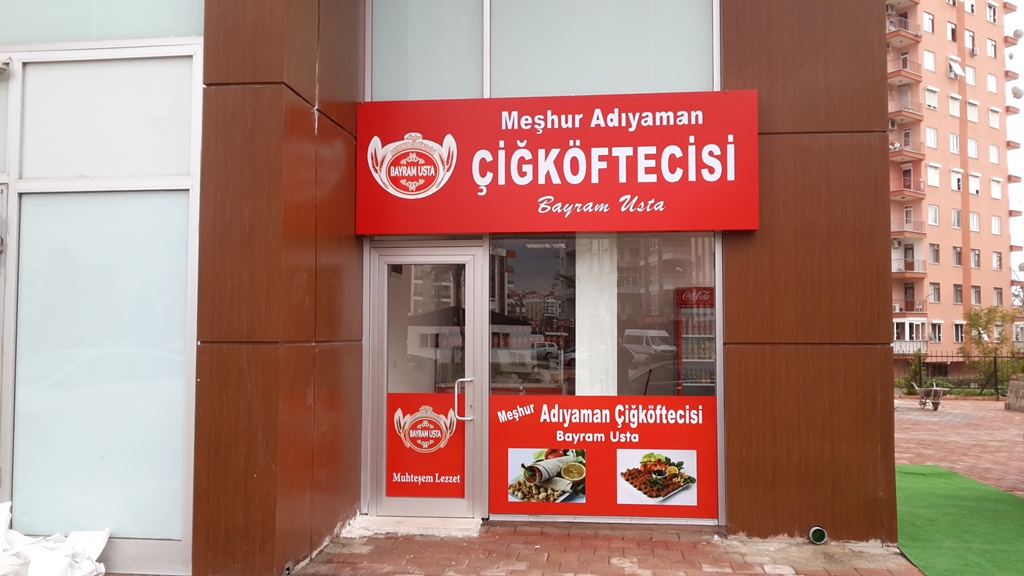 Meşhur Adıyaman
ÇİĞKÖFTECİSİ
Bayram Usta
BAYRAM USTA
Coca-Cola
BAYRAM USTA
Muhteşem Lezzet
Meşhur Adıyaman Çiğköftecisi
Bayram Usta